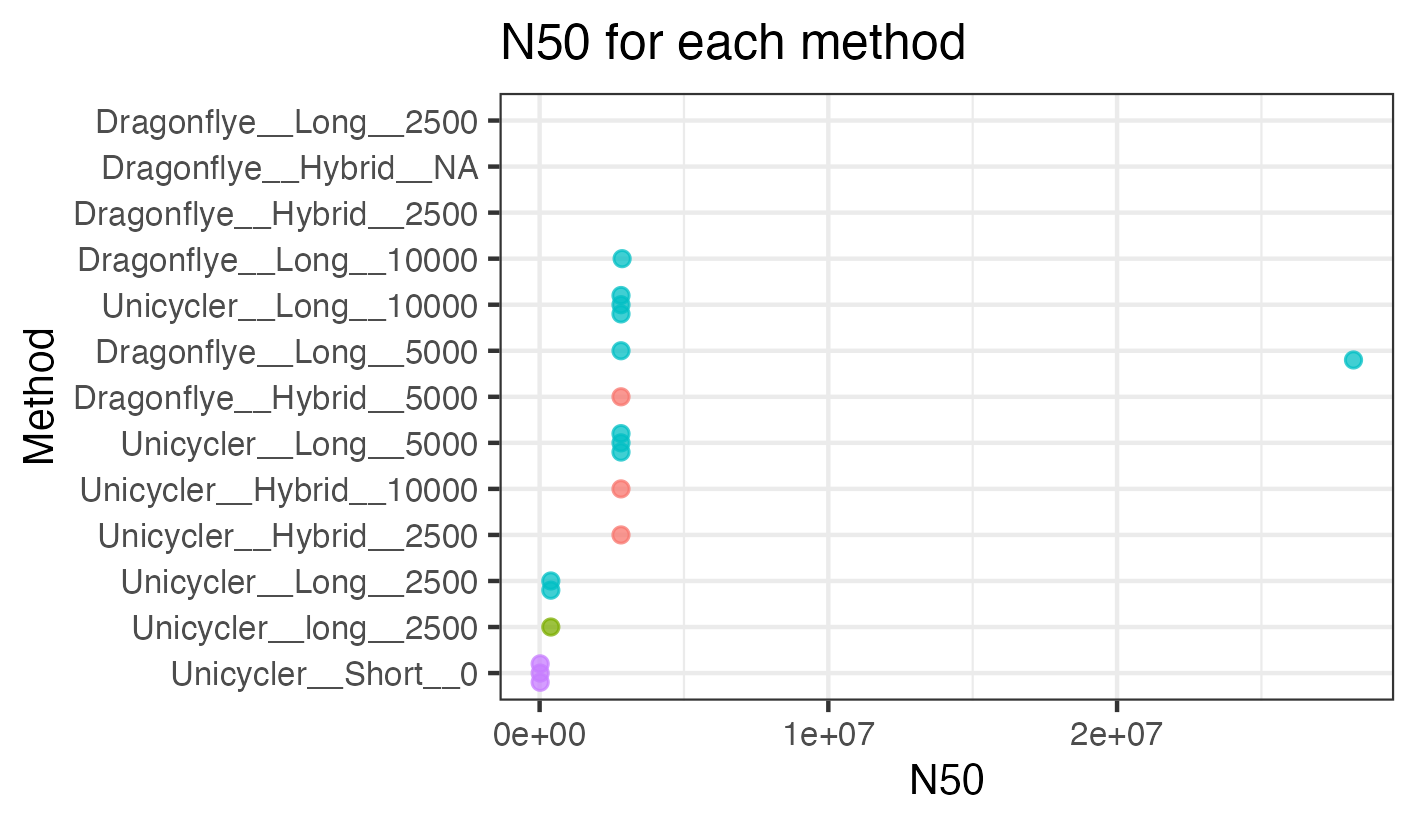 N50 for each method
Method
Dragonflye__Long__2500
Dragonflye__Hybrid__NA
Dragonflye__Hybrid__2500
Dragonflye__Long__10000
Unicycler__Long__10000
Dragonflye__Long__5000
Dragonflye__Hybrid__5000
Unicycler__Long__5000
Unicycler__Hybrid__10000
Unicycler__Hybrid__2500
Unicycler__Long__2500
Unicycler__long__2500
Unicycler__Short__0
0e+00 1e+07 2e+07
N50